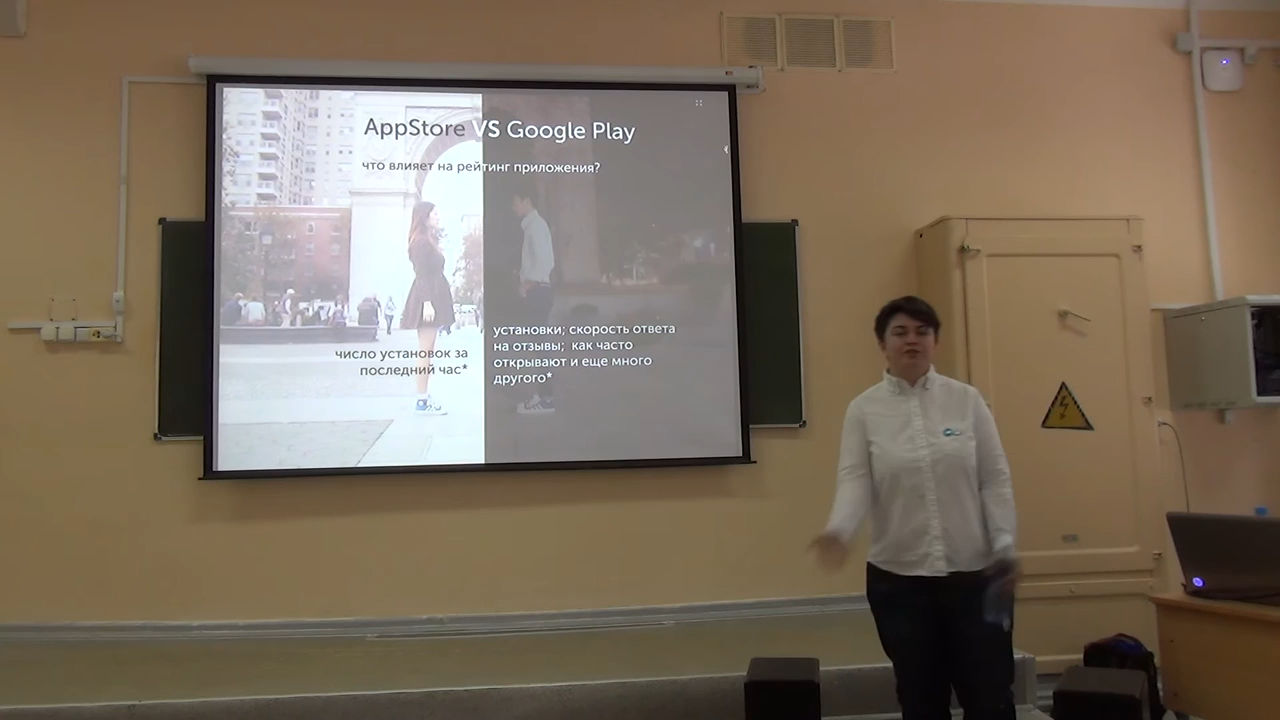 AppStore VS Google Play
что влияет на рейтинг приложения?
число установок за
последний час*
установки; скорость ответа
на отзывы; как часто
открывают и еще много
другого*